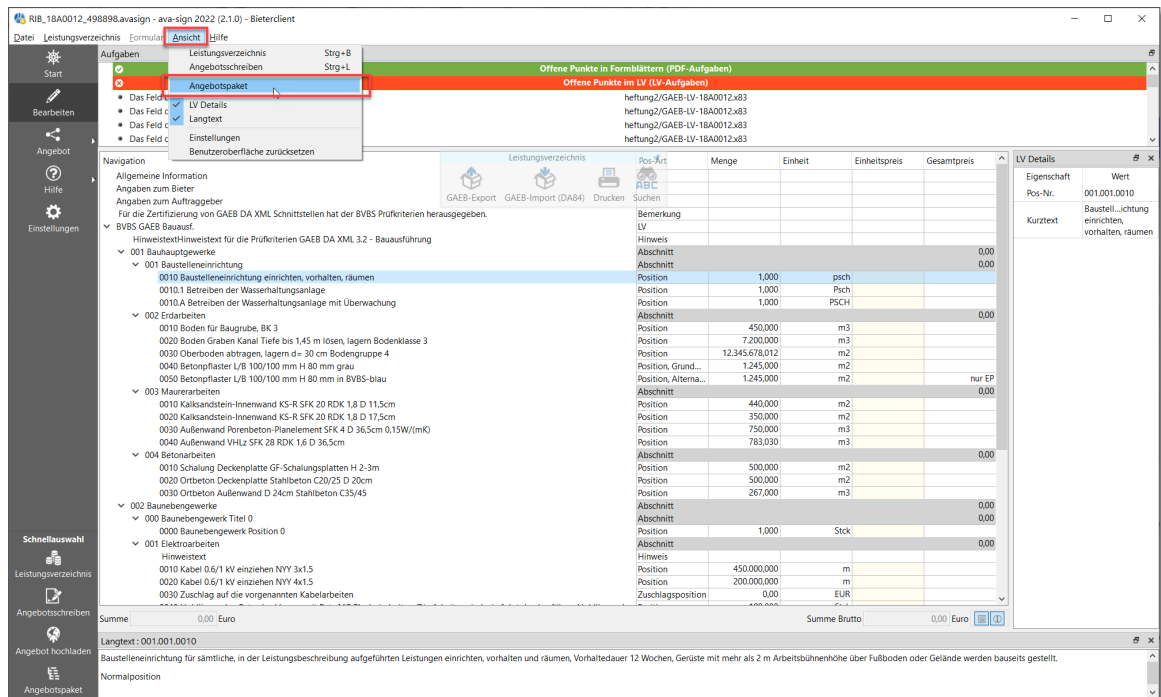 RIB_18A0012_498898.avasign - ava-sign 2022 (2.1.0) - Bieterclient
Datei Leistungsverzeichnis Formular Ansicht Hilfe
Start
Bearbeiten
Angebot
Hilfe
Einstellungen
Schnellauswahl
Leistungsverzeichnis
Angebotsschreiben
Angebot hochladen
Angebotspaket
Aufgaben
Leistungsverzeichnis Strg+B
Angebotsschreiben Strg+L
Angebotspaket
LV Details
Langtext
Einstellungen
Benutzeroberfläche zurücksetzen
Offene Punkte in Formblättern (PDF-Aufgaben)
Offene Punkte im LV (LV-Aufgaben)
Das Feld heftung2/GAEB-LV-18A0012.x83
Das Feld heftung2/GAEB-LV-18A0012.x83
Das Feld heftung2/GAEB-LV-18A0012.x83
Das Feld heftung2/GAEB-LV-18A0012.x83
Leistungsverzeichnis
GAEB-Export GAEB-Import (DA84) Drucken Suchen
ABC
Navigation Pos-Art Menge Einheit Einheitspreis Gesamtpreis
Allgemeine Information
Angaben zum Bieter
Angaben zum Auftraggeber
Für die Zertifizierung von GAEB DA XML Schnittstellen hat der BVBS Prüfkriterien herausgegeben. Bemerkung
BVBS GAEB Bauausf. LV
HinweistextHinweistext für die Prüfkriterien GAEB DA XML 3.2 - Bauausführung Hinweis
001 Bauhauptgewerke Abschnitt 0,00
001 Baustelleneinrichtung Abschnitt 0,00
0010 Baustelleneinrichtung einrichten, vorhalten, räumen Position 1,000 psch
0010.1 Betreiben der Wasserhaltungsanlage Position 1,000 Psch
0010.A Betreiben der Wasserhaltungsanlage mit Überwachung Position 1,000 PSCH
002 Erdarbeiten Abschnitt 0,00
0010 Boden für Baugrube, BK 3 Position 450,000 m3
0020 Boden Graben Kanal Tiefe bis 1,45 m lösen, lagern Bodenklasse 3 Position 7.200,000 m3
0030 Oberboden abtragen, lagern d= 30 cm Bodengruppe 4 Position 12.345.678,012 m2
0040 Betonpflaster L/B 100/100 mm H 80 mm grau Position, Grund... 1.245,000 m2
0050 Betonpflaster L/B 100/100 mm H 80 mm in BVBS-blau Position, Alterna... 1.245,000 m2 nur EP
003 Maurerarbeiten Abschnitt 0,00
0010 Kalksandstein-Innenwand KS-R SFK 20 RDK 1,8 D 11,5cm Position 440,000 m2
0020 Kalksandstein-Innenwand KS-R SFK 20 RDK 1,8 D 17,5cm Position 350,000 m2
0030 Außenwand Porenbeton-Planelement SFK 4 D 36,5cm 0,15W/(mK) Position 750,000 m3
0040 Außenwand VHLz SFK 28 RDK 1,6 D 36,5cm Position 783,030 m3
004 Betonarbeiten Abschnitt 0,00
0010 Schalung Deckenplatte GF-Schalungsplatten H 2-3m Position 500,000 m2
0020 Ortbeton Deckenplatte Stahlbeton C20/25 D 20cm Position 500,000 m2
0030 Ortbeton Außenwand D 24cm Stahlbeton C35/45 Position 267,000 m3
002 Baunebengewerke Abschnitt 0,00
000 Baunebengewerk Titel 0 Abschnitt 0,00
0000 Baunebengewerk Position 0 Position 1,000 Stck
001 Elektroarbeiten Abschnitt 0,00
Hinweistext Hinweis
0010 Kabel 0.6/1 kV einziehen NYY 3x1.5 Position 450.000,000 m
0020 Kabel 0.6/1 kV einziehen NYY 4x1.5 Position 200.000,000 m
0030 Zuschlag auf die vorgenannten Kabelarbeiten Zuschlagsposition 0,00 EUR
Summe 0,00 Euro Summe Brutto 0,00 Euro
LV Details
Eigenschaft Wert
Pos-Nr. 001.001.0010
Kurztext Baustell...ichtung
einrichten,
vorhalten, räumen
Langtext : 001.001.0010
Baustelleneinrichtung für sämtliche, in der Leistungsbeschreibung aufgeführten Leistungen einrichten, vorhalten und räumen, Vorhaltedauer 12 Wochen, Gerüste mit mehr als 2 m Arbeitsbühnenhöhe über Fußboden oder Gelände werden bauseits gestellt.
Normalposition